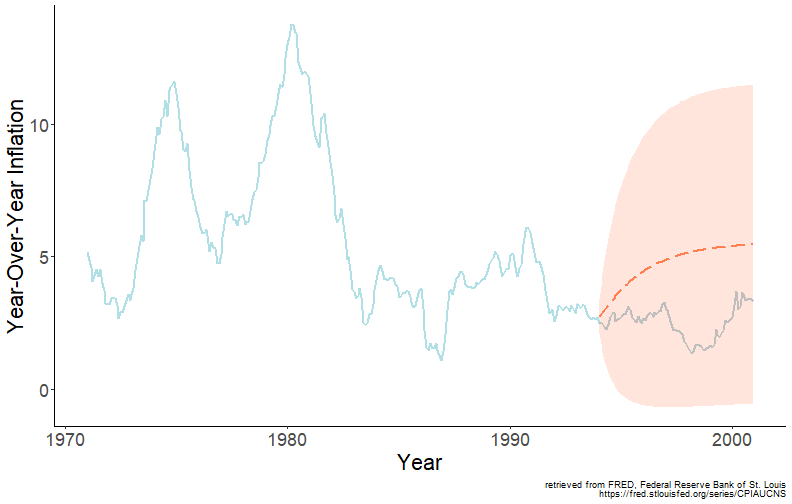 Year-Over-Year Inflation
10
5
0
1970
1980
1990
2000
Year
retrieved from FRED, Federal Reserve Bank of St. Louis
https://fred.stlouisfed.org/series/CPIAUCNS